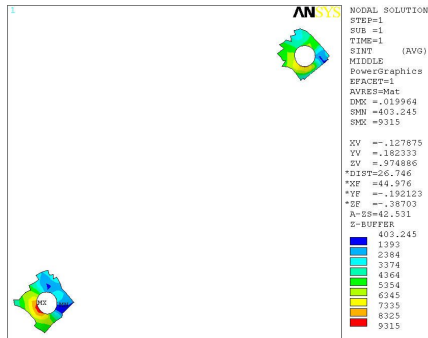 1
ANSYS
NODAL SOLUTION
STEP=1
SUB =1
TIME=1
SINT (AVG)
MIDDLE
PowerGraphics
EFACET=1
AVRES=Mat
DMX =.019964
SMN =403.245
SMX =9315
XV =-.127875
YV =.182333
ZV =.974886
*DIST=26.746
*XF =44.976
*YF =-.192123
*ZF =-.38703
A-ZS=42.531
Z-BUFFER
403.245
1393
2384
3374
4364
5354
6345
7335
8325
9315
MX